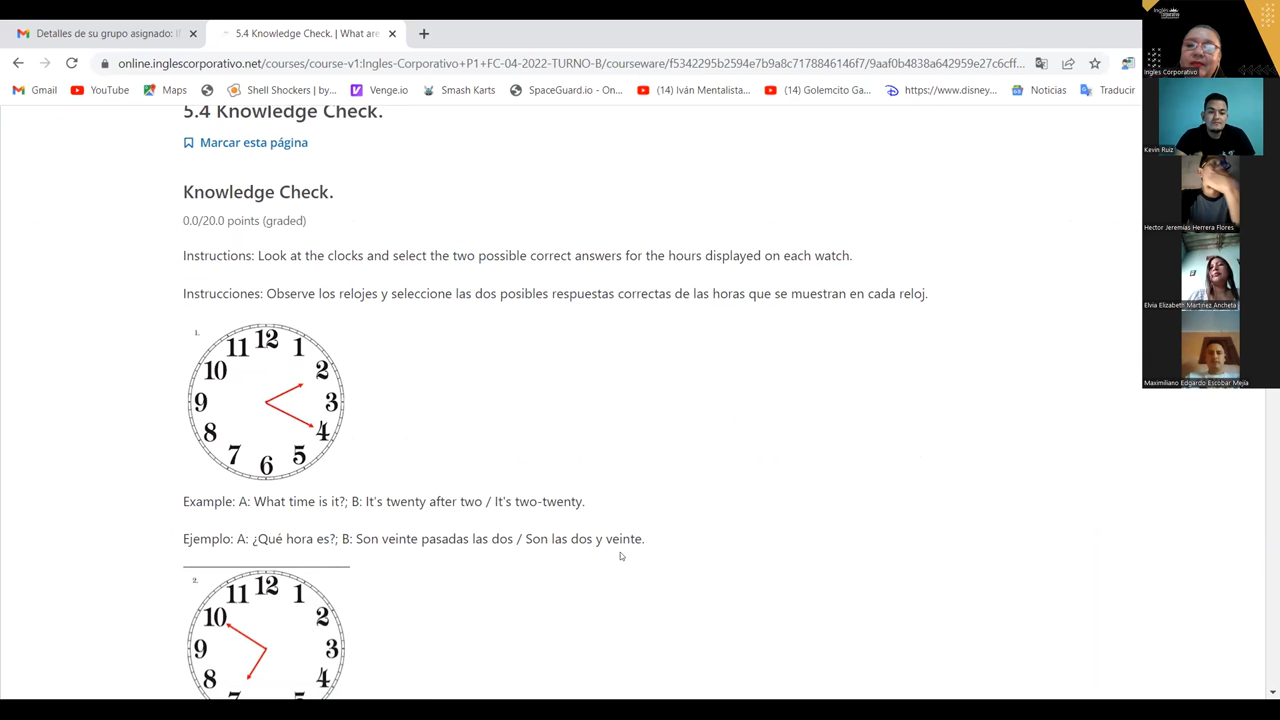 Detalles de su grupo asignado: I
5.4 Knowledge Check. | What are
online.inglescorporativo.net/courses/course-v1:Ingles-Corporativo+P1+FC-04-2022-TURNO-B/courseware/f5342295f2594e7b9a8c7178846146f7/9aaf0b4838a642959e27c6cff...
Gmail
YouTube
Maps
Shell Shockers | by...
Venge.io
Smash Karts
SpaceGuard.io - On...
(14) Iván Mentalista...
(14) Golemcito Ga...
https://www.disney...
Noticias
Traducir
5.4 Knowledge Check.
Marcar esta página
Knowledge Check.
0.0/20.0 points (graded)
Instructions: Look at the clocks and select the two possible correct answers for the hours displayed on each watch.
Instrucciones: Observe los relojes y seleccione las dos posibles respuestas correctas de las horas que se muestran en cada reloj.
1.
12
11 1
10 2
9 3
8 4
7 5
6
Example: A: What time is it?; B: It's twenty after two / It's two-twenty.
Ejemplo: A: ¿Qué hora es?; B: Son veinte pasadas las dos / Son las dos y veinte.
2.
12
11 1
10 2
9 3
8 4
7 5
Ingles Corporativo
Kevin Ruiz
Hector Jeremías Herrera Flores
Elvia Elizabeth Martinez Ancheta
Maximiliano Edgardo Escobar Mejía